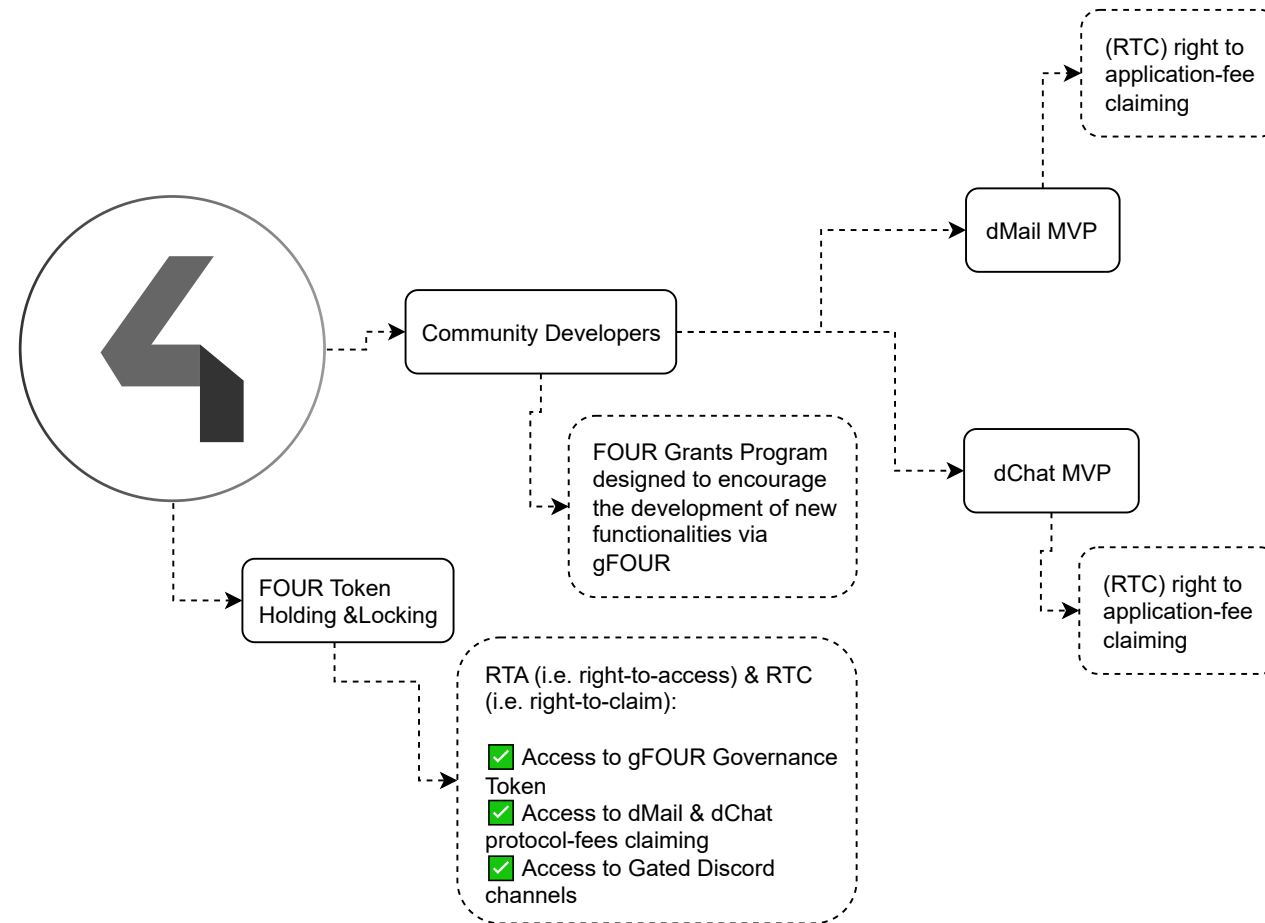 (RTC) right to
application-fee
claiming
dMail MVP
Community Developers
FOUR Grants Program
designed to encourage
the development of new
functionalities via
gFOUR
dChat MVP
(RTC) right to
application-fee
claiming
FOUR Token
Holding &Locking
RTA (i.e. right-to-access) & RTC
(i.e. right-to-claim):
✅ Access to gFOUR Governance
Token
✅ Access to dMail & dChat
protocol-fees claiming
✅ Access to Gated Discord
channels